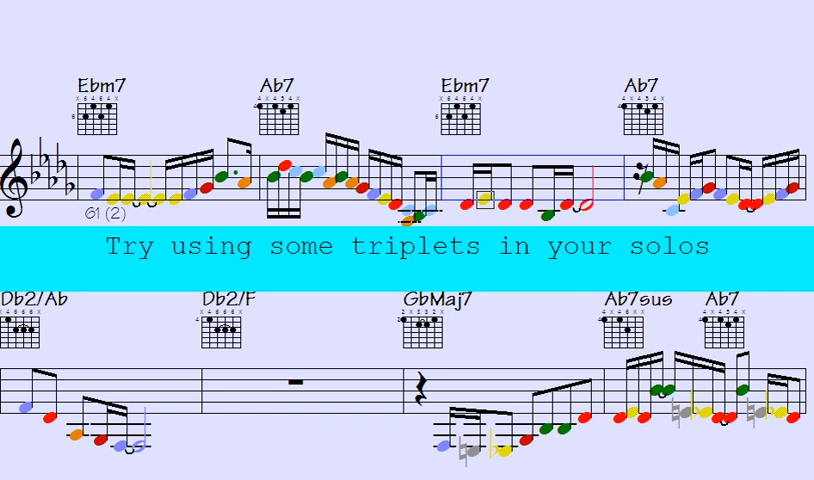 Ebm7 Ab7 Ebm7 Ab7
61 (2)
Try using some triplets in your solos
Db2/Ab Db2/F GbMaj7 Ab7sus Ab7